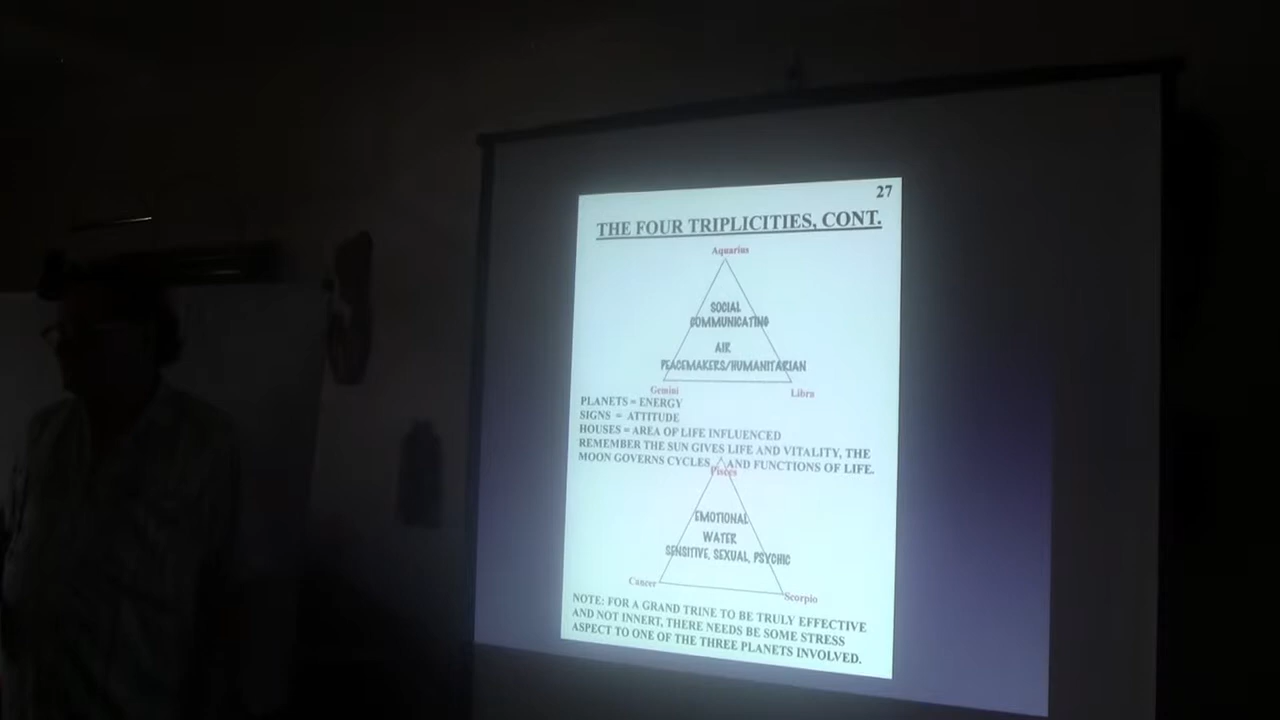 27
THE FOUR TRIPLICITIES, CONT.
Aquarius
SOCIAL
COMMUNICATING
AIR
PEACEMAKERS/HUMANITARIAN
Gemini
Libra
PLANETS = ENERGY
SIGNS = ATTITUDE
HOUSES = AREA OF LIFE INFLUENCED
REMEMBER THE SUN GIVES LIFE AND VITALITY, THE
MOON GOVERNS CYCLES AND FUNCTIONS OF LIFE.
Pisces
EMOTIONAL
WATER
SENSITIVE, SEXUAL, PSYCHIC
Cancer
Scorpio
NOTE: FOR A GRAND TRINE TO BE TRULY EFFECTIVE
AND NOT INNERT, THERE NEEDS BE SOME STRESS
ASPECT TO ONE OF THE THREE PLANETS INVOLVED.